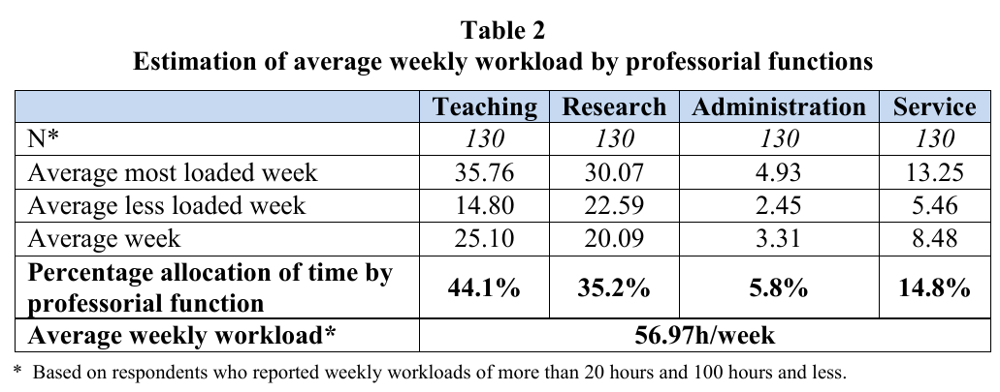 Table 2
Estimation of average weekly workload by professorial functions
Teaching Research Administration Service
N* 130 130 130 130
Average most loaded week 35.76 30.07 4.93 13.25
Average less loaded week 14.80 22.59 2.45 5.46
Average week 25.10 20.09 3.31 8.48
Percentage allocation of time by
professorial function 44.1% 35.2% 5.8% 14.8%
Average weekly workload* 56.97h/week
* Based on respondents who reported weekly workloads of more than 20 hours and 100 hours and less.